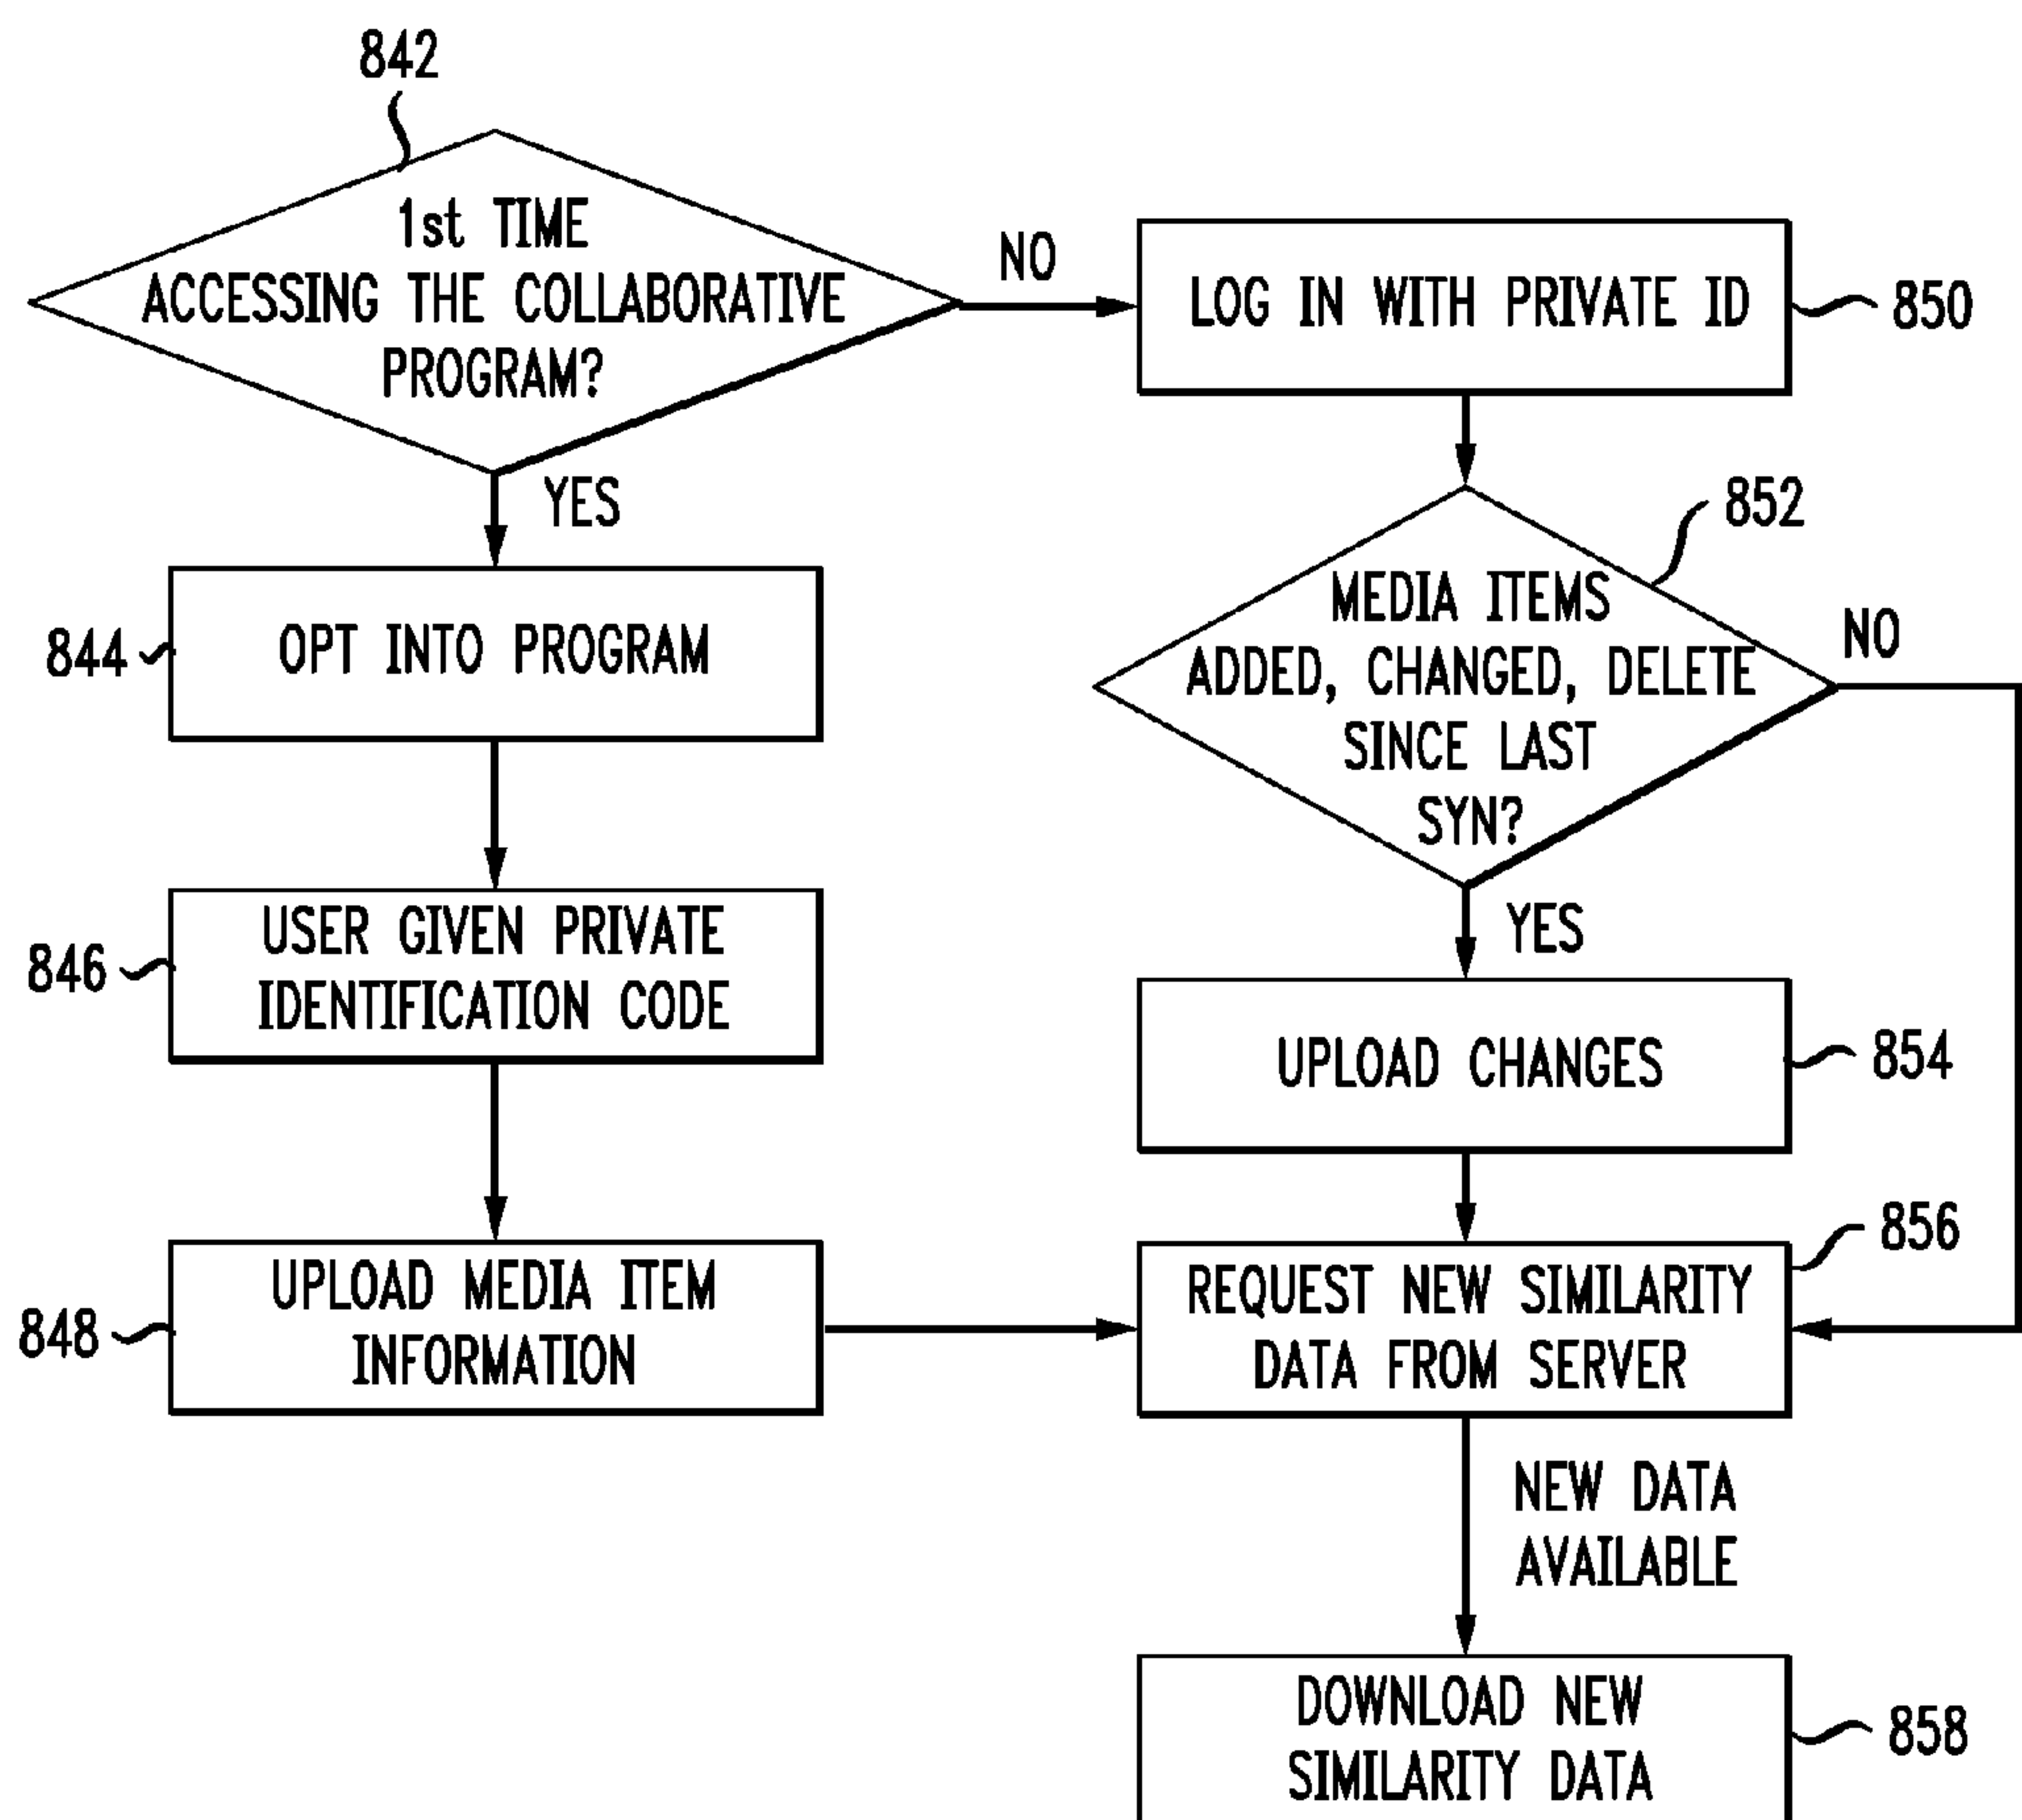 842
1st TIME
ACCESSING THE COLLABORATIVE
PROGRAM?
NO
YES
LOG IN WITH PRIVATE ID
850
844
OPT INTO PROGRAM
852
MEDIA ITEMS
ADDED, CHANGED, DELETE
SINCE LAST
SYN?
NO
YES
846
USER GIVEN PRIVATE
IDENTIFICATION CODE
UPLOAD CHANGES
854
848
UPLOAD MEDIA ITEM
INFORMATION
856
REQUEST NEW SIMILARITY
DATA FROM SERVER
NEW DATA
AVAILABLE
DOWNLOAD NEW
SIMILARITY DATA
858